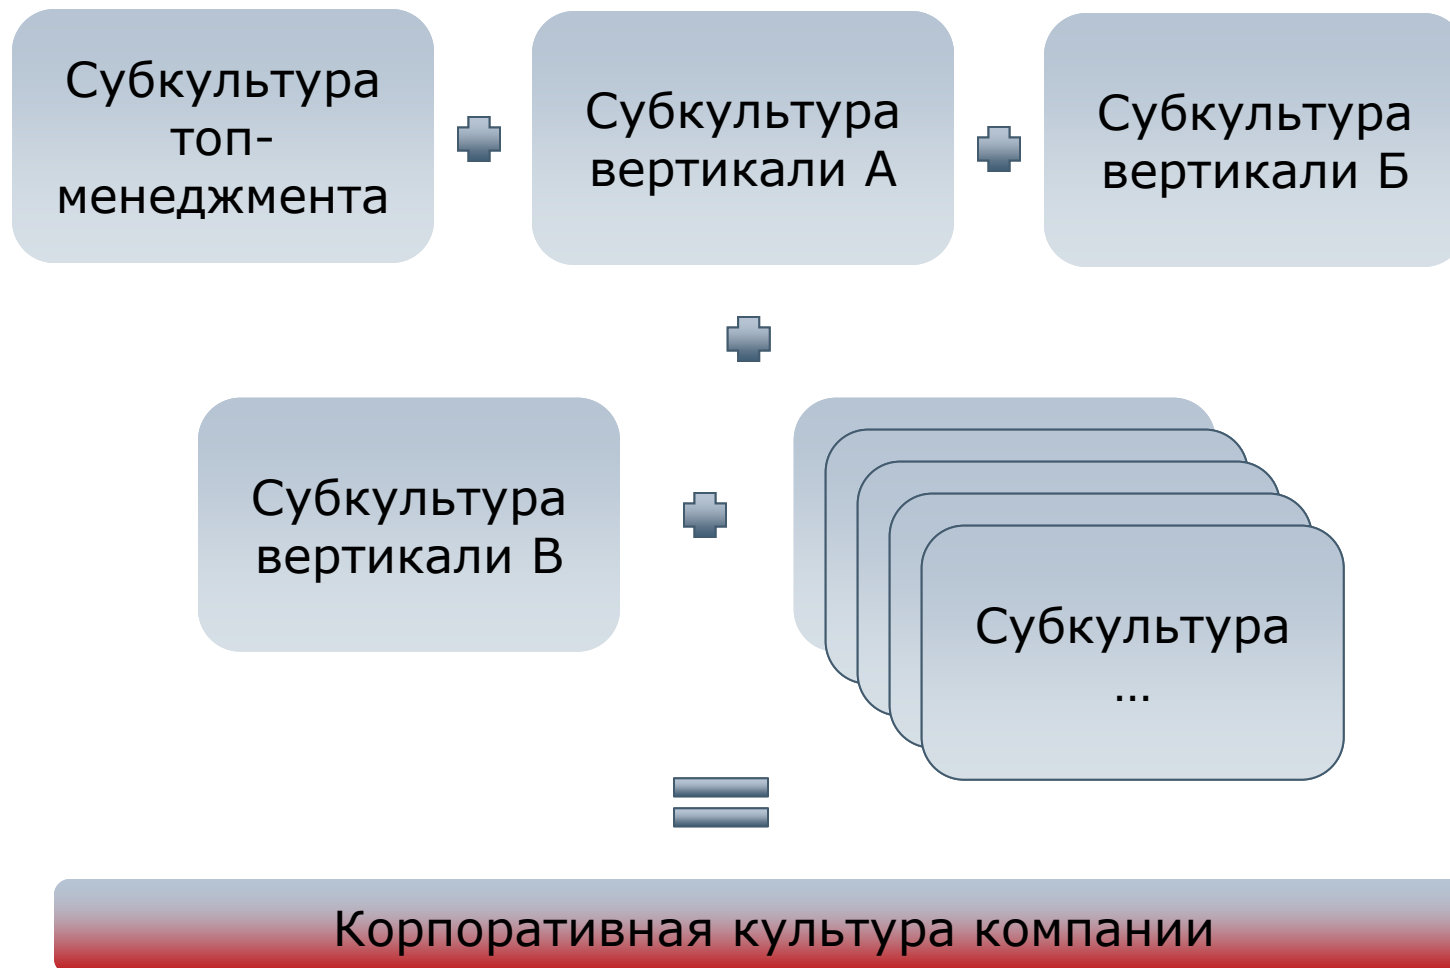 Субкультура
топ-
менеджмента
Субкультура
вертикали А
Субкультура
вертикали Б
Субкультура
вертикали В
Субкультура
…
Корпоративная культура компании